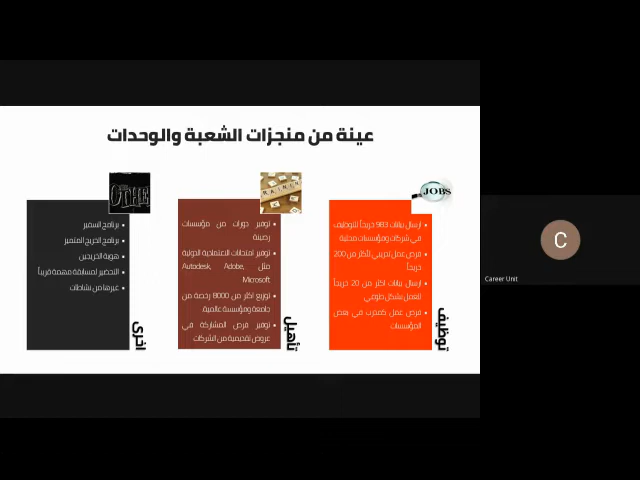 عينة من منجزات الشعبة والوحدات
JOBS
توظيف
ارسال بيانات 983 خريجاً للتوظيف
في شركات ومؤسسات محلية
فرص عمل تدريبي لأكثر من 200
خريجاً
ارسال بيانات اكثر من 20 خريجاً
للعمل بشكل طوعي
فرص عمل كمدرب في بعض
المؤسسات
تأهيل
توفير دورات من مؤسسات
رصينة
توفير امتحانات الاعتمادية الدولية
مثل Autodesk, Adobe,
Microsoft
توزيع اكثر من 8000 رخصة من
جامعة ومؤسسة عالمية.
توفير فرص المشاركة في
عروض تقديمية من الشركات
OTHE
اخرى
برنامج السفير
برنامج الخريج المتميز
هوية الخريجين
التحضير لمسابقة مهمة قريباً
غيرها من نشاطات
C
Career Unit